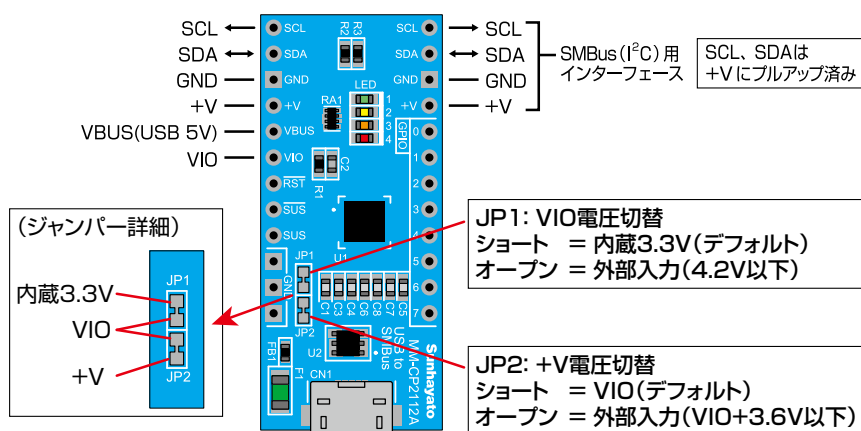 SCL
SDA
GND
+V
VBUS(USB 5V)
VIO
SCL
SDA
GND
+V
VBUS
VIO
RST
SUS
SUS
GND
R2
R3
LED
1
2
3
4
RA1
R1
C2
U1
JP1
JP2
C1
C3
C4
C6
C8
C7
C5
U2
FB1
F1
CN1
USB to
SMBus
MM-CP2112A
Sunhayato
SCL
SDA
GND
+V
GPIO
0
1
2
3
4
5
6
7
SCL
SDA
GND
+V
SMBus(I²C)用
インターフェース
SCL、SDAは
+Vにプルアップ済み
(ジャンパー詳細)
JP1
内蔵3.3V
VIO
+V
JP2
JP1: VIO電圧切替
ショート = 内蔵3.3V(デフォルト)
オープン = 外部入力(4.2V以下)
JP2: +V電圧切替
ショート = VIO(デフォルト)
オープン = 外部入力(VIO+3.6V以下)